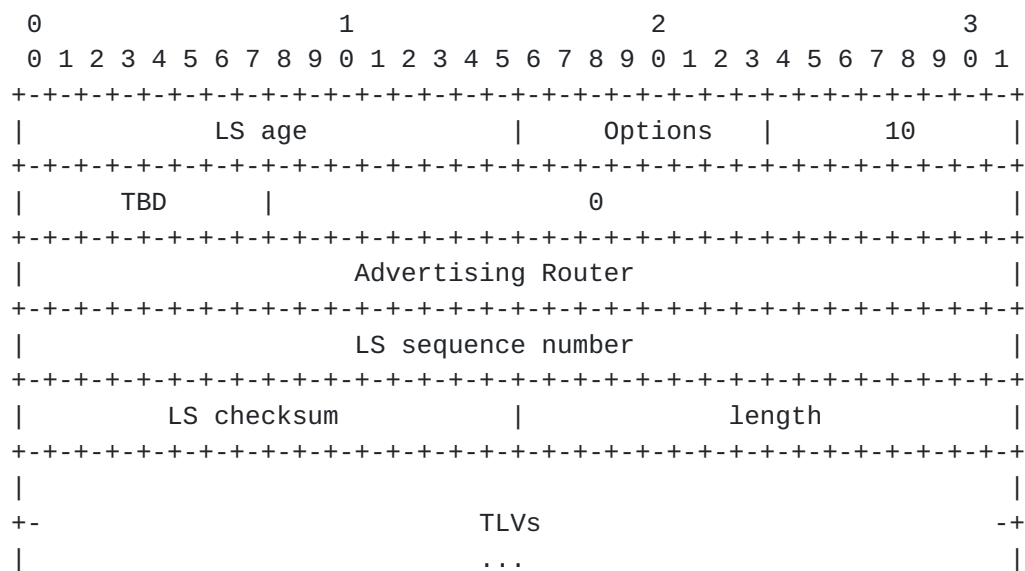 0                   1                   2                   3
 0 1 2 3 4 5 6 7 8 9 0 1 2 3 4 5 6 7 8 9 0 1 2 3 4 5 6 7 8 9 0 1
+-+-+-+-+-+-+-+-+-+-+-+-+-+-+-+-+-+-+-+-+-+-+-+-+-+-+-+-+-+-+-+-+
|            LS age             |     Options   |       10      |
+-+-+-+-+-+-+-+-+-+-+-+-+-+-+-+-+-+-+-+-+-+-+-+-+-+-+-+-+-+-+-+-+
|      TBD      |                    0                          |
+-+-+-+-+-+-+-+-+-+-+-+-+-+-+-+-+-+-+-+-+-+-+-+-+-+-+-+-+-+-+-+-+
|                     Advertising Router                        |
+-+-+-+-+-+-+-+-+-+-+-+-+-+-+-+-+-+-+-+-+-+-+-+-+-+-+-+-+-+-+-+-+
|                     LS sequence number                        |
+-+-+-+-+-+-+-+-+-+-+-+-+-+-+-+-+-+-+-+-+-+-+-+-+-+-+-+-+-+-+-+-+
|         LS checksum           |             length            |
+-+-+-+-+-+-+-+-+-+-+-+-+-+-+-+-+-+-+-+-+-+-+-+-+-+-+-+-+-+-+-+-+
|                                                               |
+-                            TLVs                             -+
|                             ...                               |